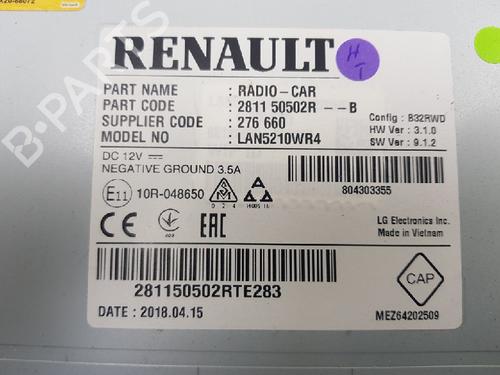 RENAULT
H/T
PART NAME : RADIO-CAR
PART CODE : 2811 50502R --B
SUPPLIER CODE : 276 660
MODEL NO : LAN5210WR4
Config : B32RWD
HW Ver : 3.1.0
SW Ver : 9.1.2
DC 12V
NEGATIVE GROUND 3.5A
804303355
E11 10R-048650
CE
EAC
LG Electronics Inc.
Made in Vietnam
CAP
281150502RTE283
DATE : 2018.04.15
MEZ64202509
B-PARTS